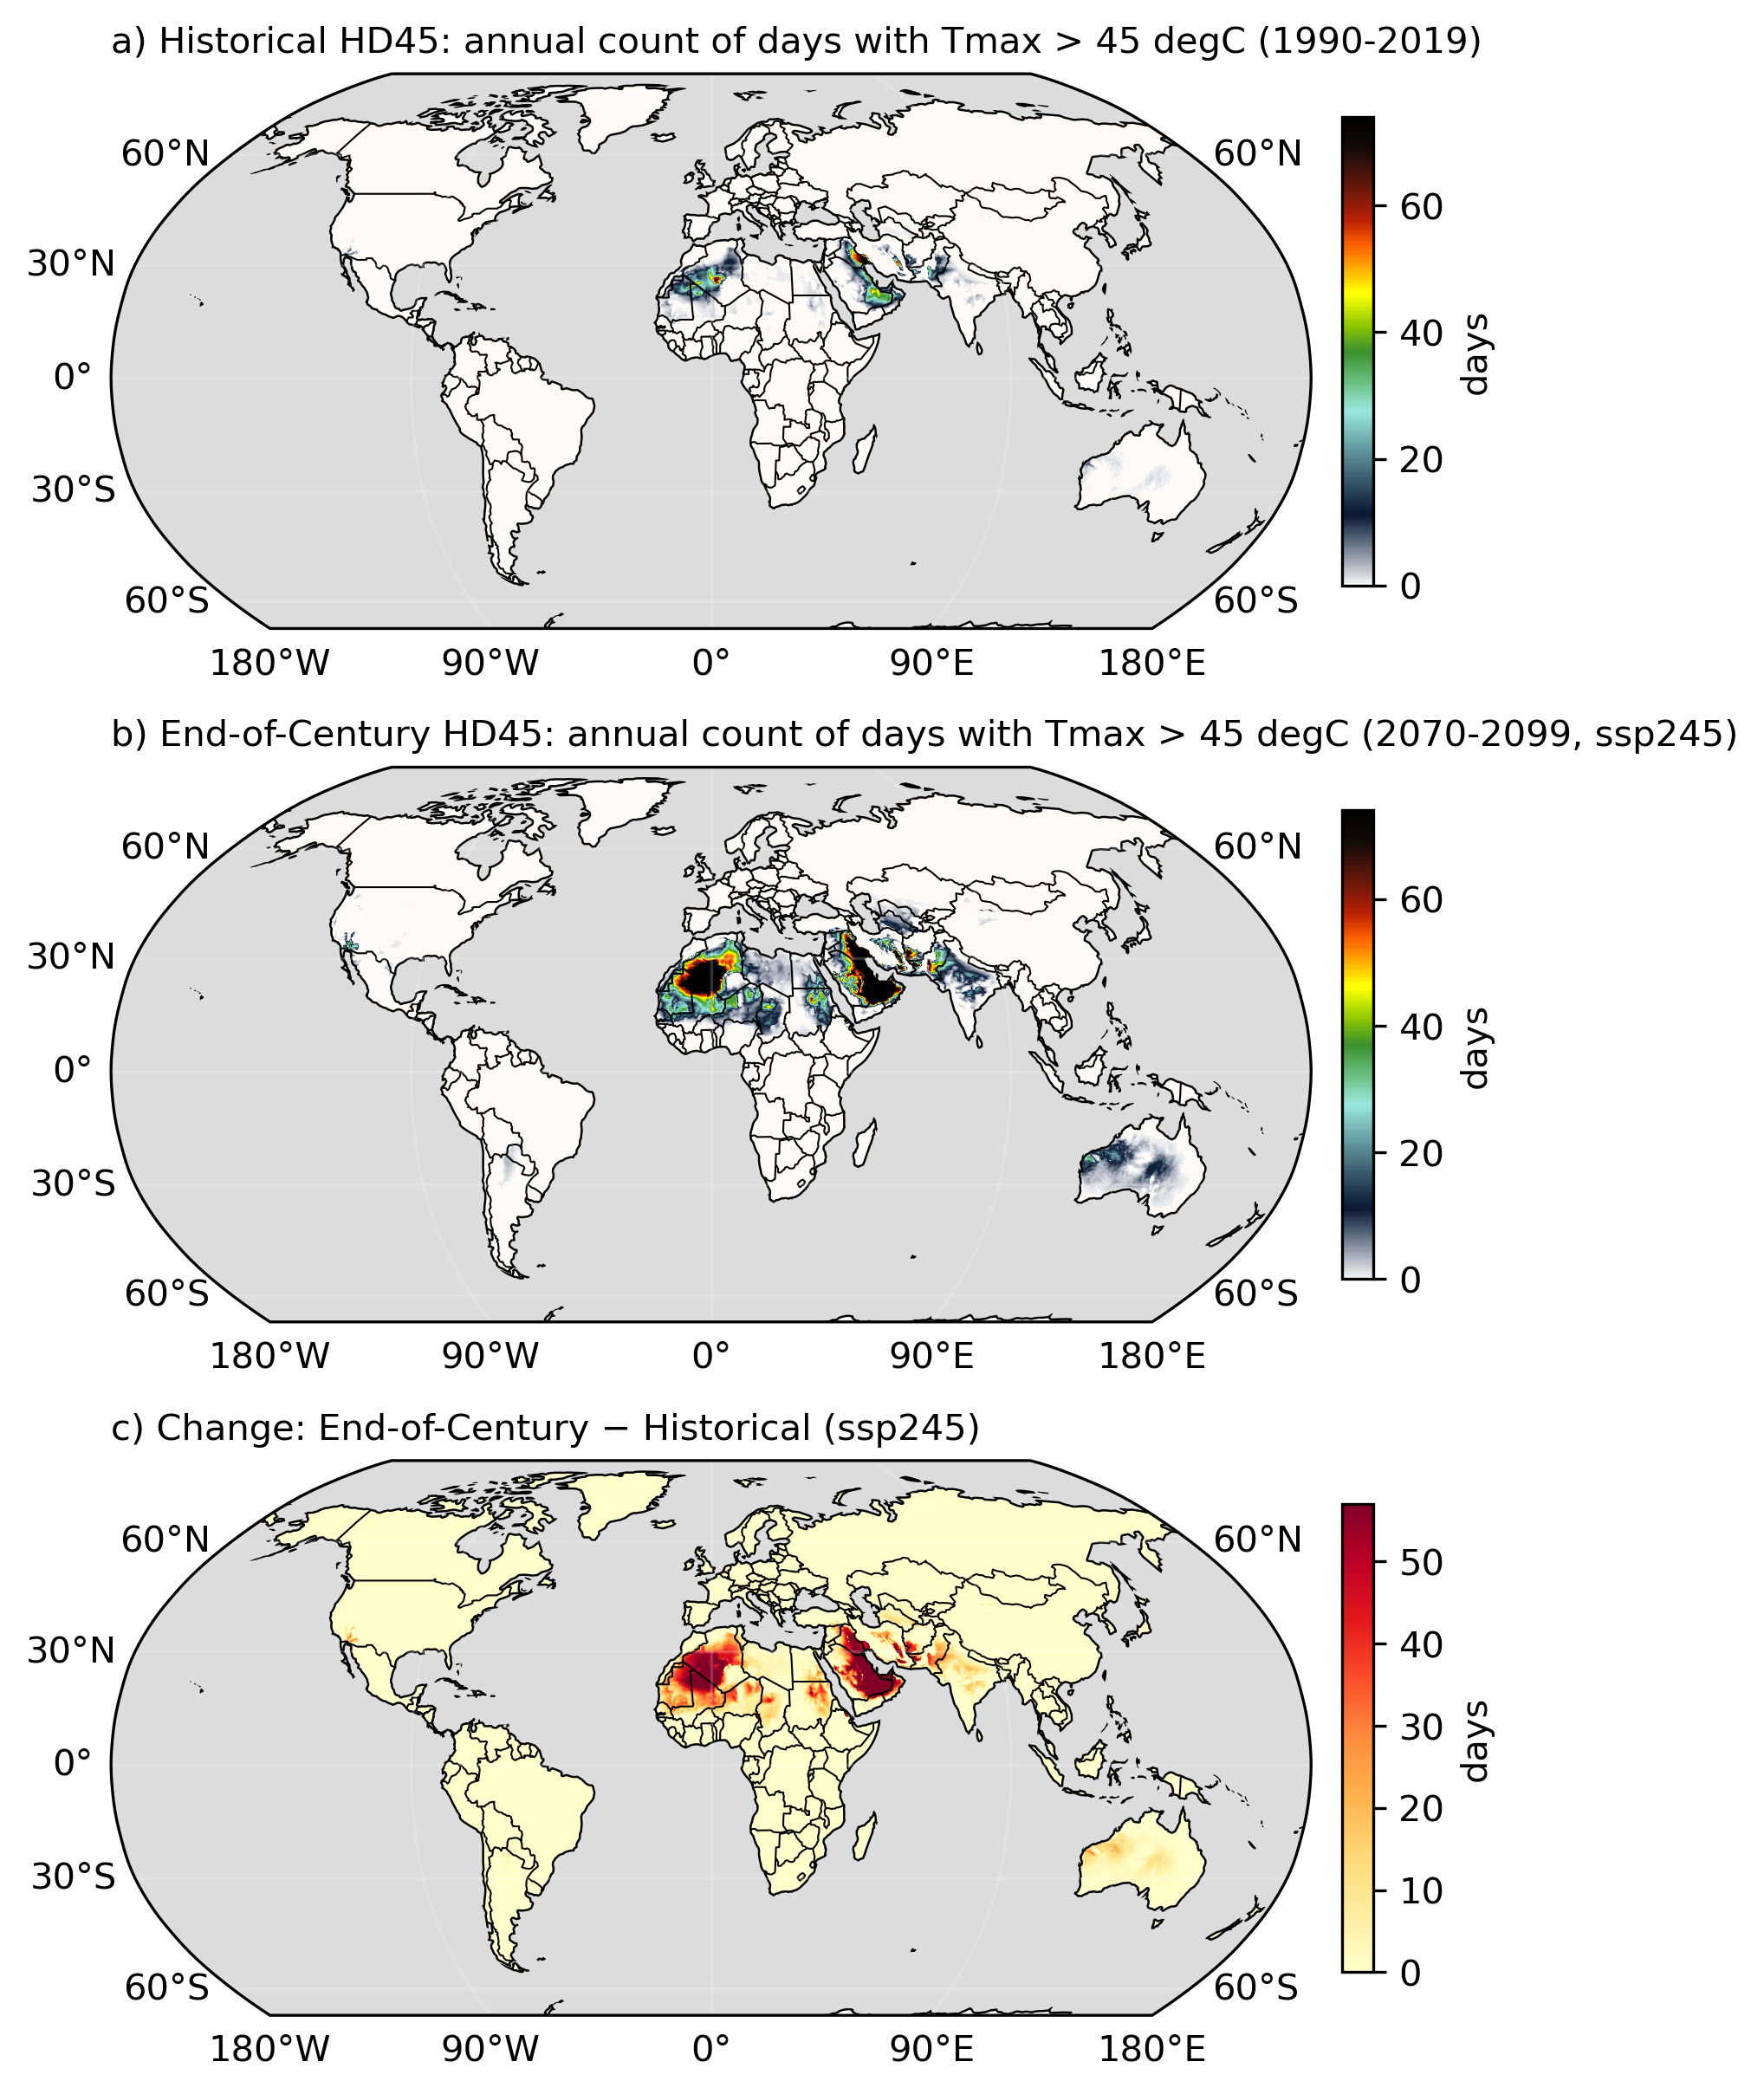 a) Historical HD45: annual count of days with Tmax > 45 degC (1990-2019)
60°N 60°N
30°N
0°
30°S
60°S 60°S
180°W 90°W 0° 90°E 180°E
60
40
20
0
days
b) End-of-Century HD45: annual count of days with Tmax > 45 degC (2070-2099, ssp245)
60°N 60°N
30°N
0°
30°S
60°S 60°S
180°W 90°W 0° 90°E 180°E
60
40
20
0
days
c) Change: End-of-Century − Historical (ssp245)
60°N 60°N
30°N
0°
30°S
60°S 60°S
180°W 90°W 0° 90°E 180°E
50
40
30
20
10
0
days